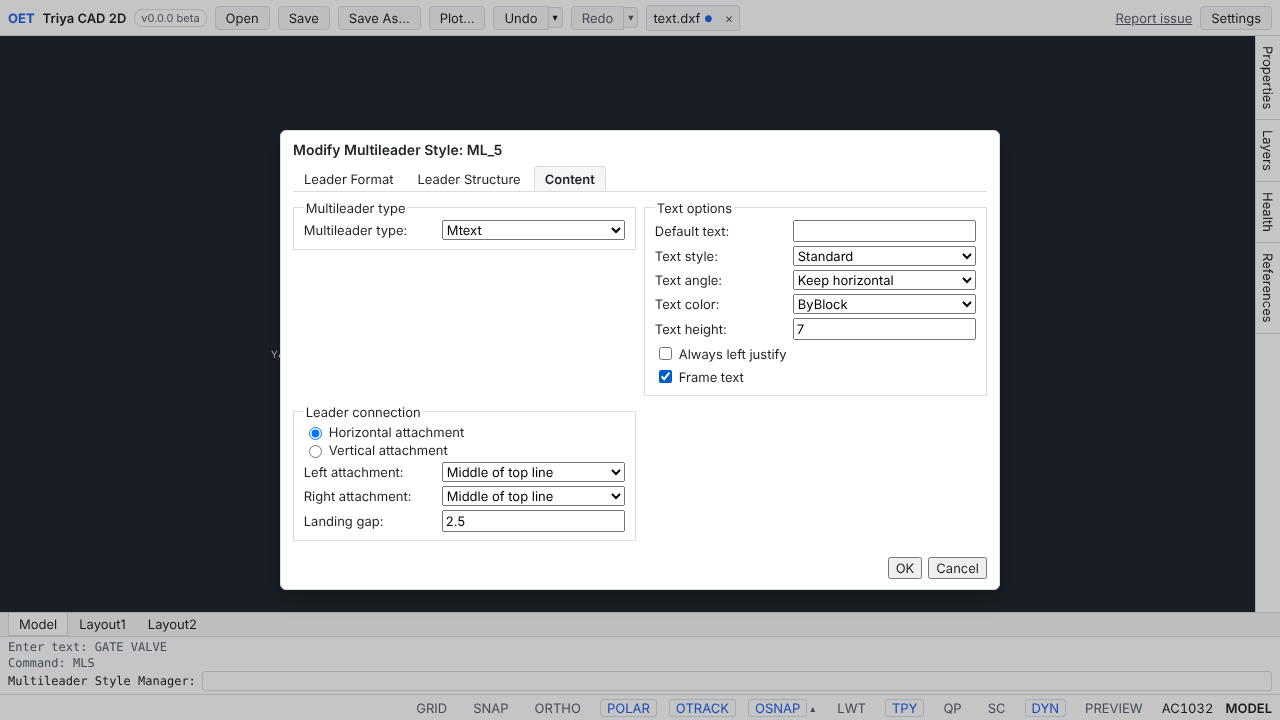 OET Triya CAD 2D v0.0.0 beta Open Save Save As... Plot... Undo ▾ Redo ▾ text.dxf ● × Report issue Settings
Properties
Layers
Health
References
Modify Multileader Style: ML_5
Leader Format Leader Structure Content
Multileader type
Multileader type: Mtext
Text options
Default text:
Text style: Standard
Text angle: Keep horizontal
Text color: ByBlock
Text height: 7
Always left justify
Frame text
Leader connection
Horizontal attachment
Vertical attachment
Left attachment: Middle of top line
Right attachment: Middle of top line
Landing gap: 2.5
OK Cancel
Model Layout1 Layout2
Enter text: GATE VALVE
Command: MLS
Multileader Style Manager:
GRID SNAP ORTHO POLAR OTRACK OSNAP ▴ LWT TPY QP SC DYN PREVIEW AC1032 MODEL